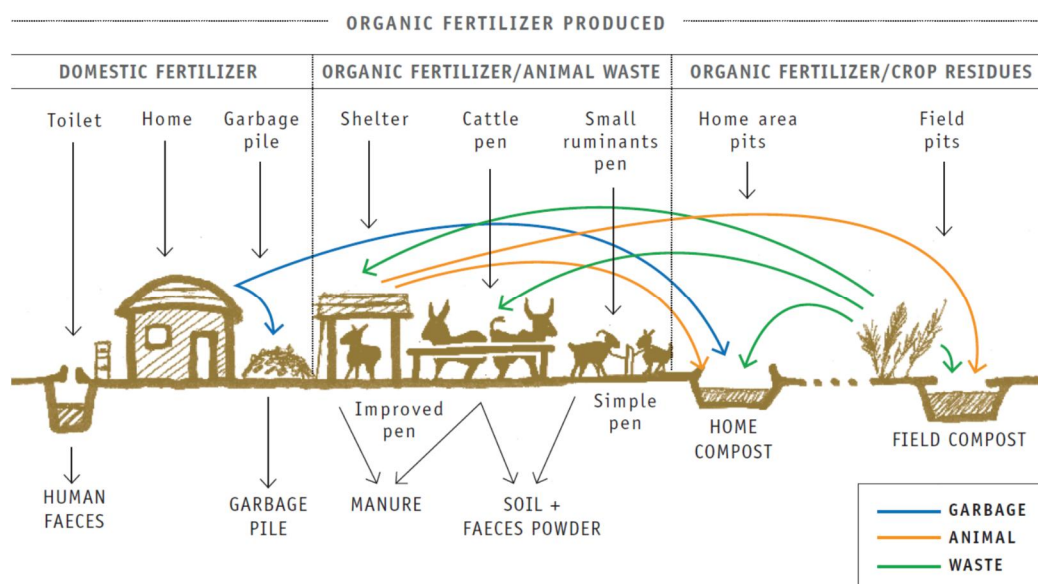 ORGANIC FERTILIZER PRODUCED
DOMESTIC FERTILIZER
ORGANIC FERTILIZER/ANIMAL WASTE
ORGANIC FERTILIZER/CROP RESIDUES
Toilet
Home
Garbage
pile
Shelter
Cattle
pen
Small
ruminants
pen
Home area
pits
Field
pits
Improved
pen
Simple
pen
HOME
COMPOST
FIELD COMPOST
HUMAN
FAECES
GARBAGE
PILE
MANURE
SOIL +
FAECES POWDER
GARBAGE
ANIMAL
WASTE